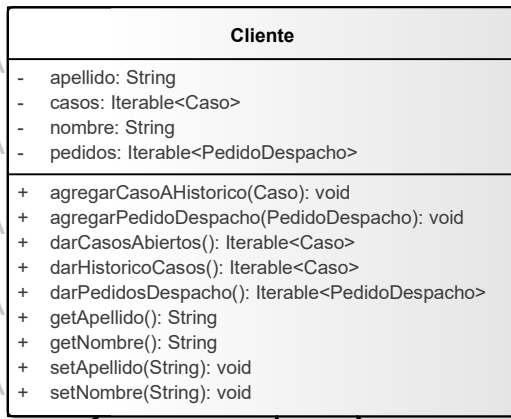 Cliente
- apellido: String
- casos: Iterable<Caso>
- nombre: String
- pedidos: Iterable<PedidoDespacho>
+ agregarCasoAHistorico(Caso): void
+ agregarPedidoDespacho(PedidoDespacho): void
+ darCasosAbiertos(): Iterable<Caso>
+ darHistoricoCasos(): Iterable<Caso>
+ darPedidosDespacho(): Iterable<PedidoDespacho>
+ getApellido(): String
+ getNombre(): String
+ setApellido(String): void
+ setNombre(String): void